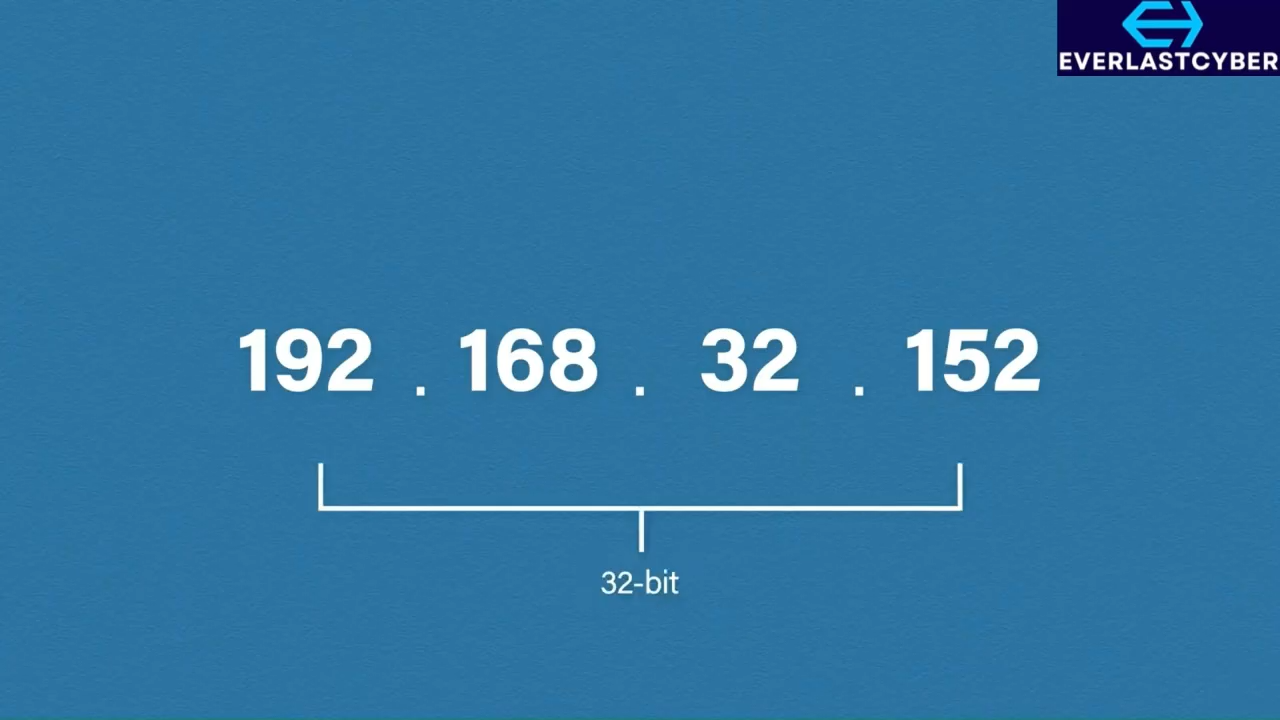 EVERLASTCYBER
192 . 168 . 32 . 152
32-bit